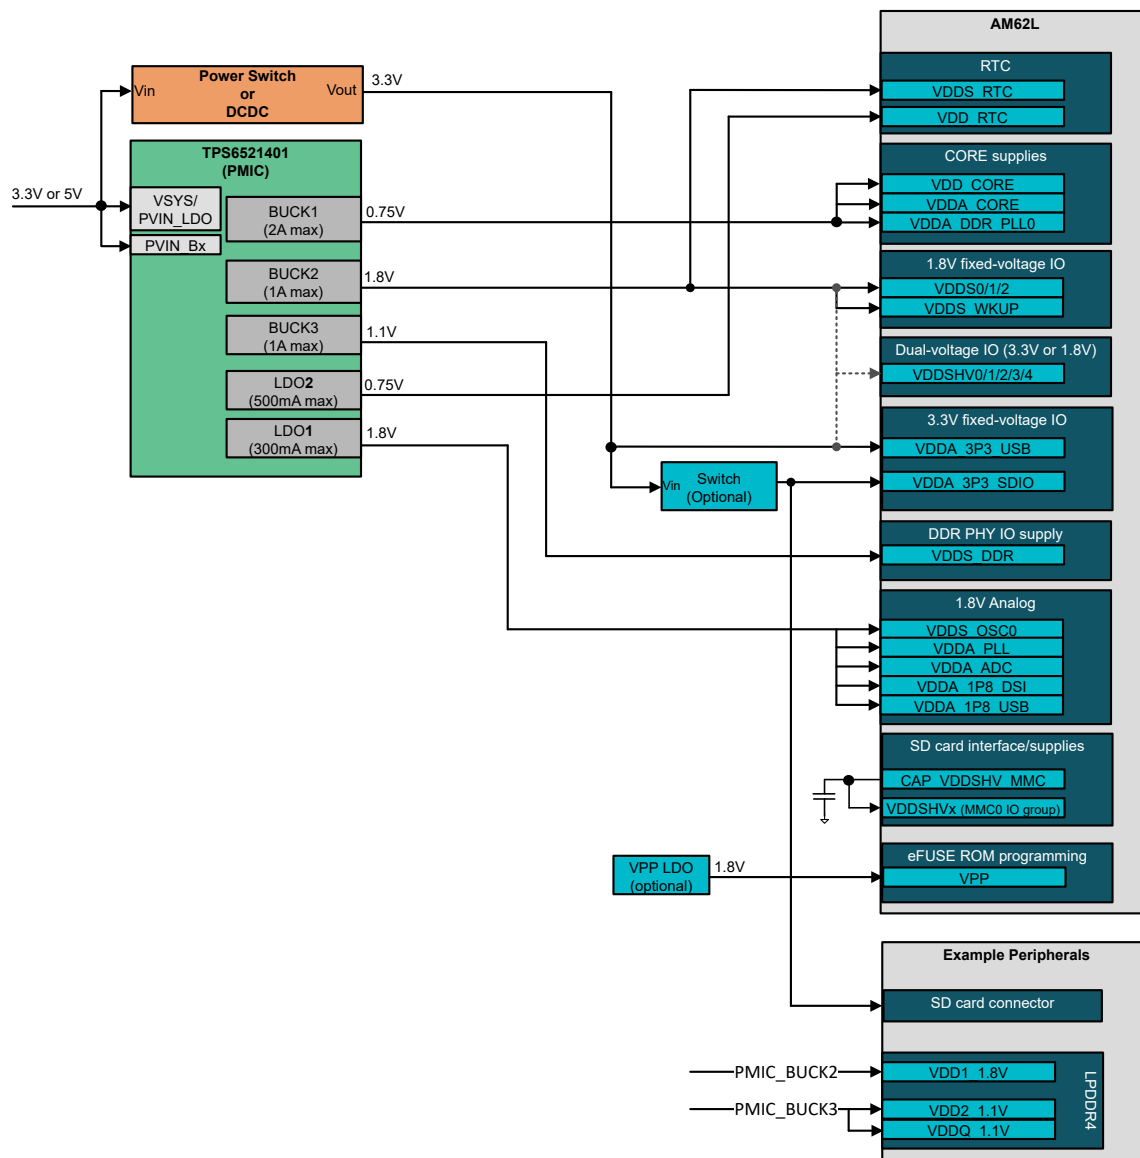 AM62L
Power Switch
or
DCDC
Vin
Vout
3.3V
RTC
VDDS_RTC
VDD_RTC
TPS6521401
(PMIC)
3.3V or 5V
VSYS/
PVIN_LDO
PVIN_Bx
BUCK1
(2A max)
0.75V
CORE supplies
VDD_CORE
VDDA_CORE
VDDA_DDR_PLL0
BUCK2
(1A max)
1.8V
1.8V fixed-voltage IO
VDDS0/1/2
VDDS_WKUP
BUCK3
(1A max)
1.1V
Dual-voltage IO (3.3V or 1.8V)
VDDSHV0/1/2/3/4
LDO2
(500mA max)
0.75V
LDO1
(300mA max)
1.8V
3.3V fixed-voltage IO
VDDA_3P3_USB
VDDA_3P3_SDIO
Vin
Switch
(Optional)
DDR PHY IO supply
VDDS_DDR
1.8V Analog
VDDS_OSC0
VDDA_PLL
VDDA_ADC
VDDA_1P8_DSI
VDDA_1P8_USB
SD card interface/supplies
CAP_VDDSHV_MMC
VDDSHVx (MMC0 IO group)
VPP LDO
(optional)
1.8V
eFUSE ROM programming
VPP
Example Peripherals
SD card connector
PMIC_BUCK2
VDD1_1.8V
PMIC_BUCK3
VDD2_1.1V
VDDQ_1.1V
LPDDR4